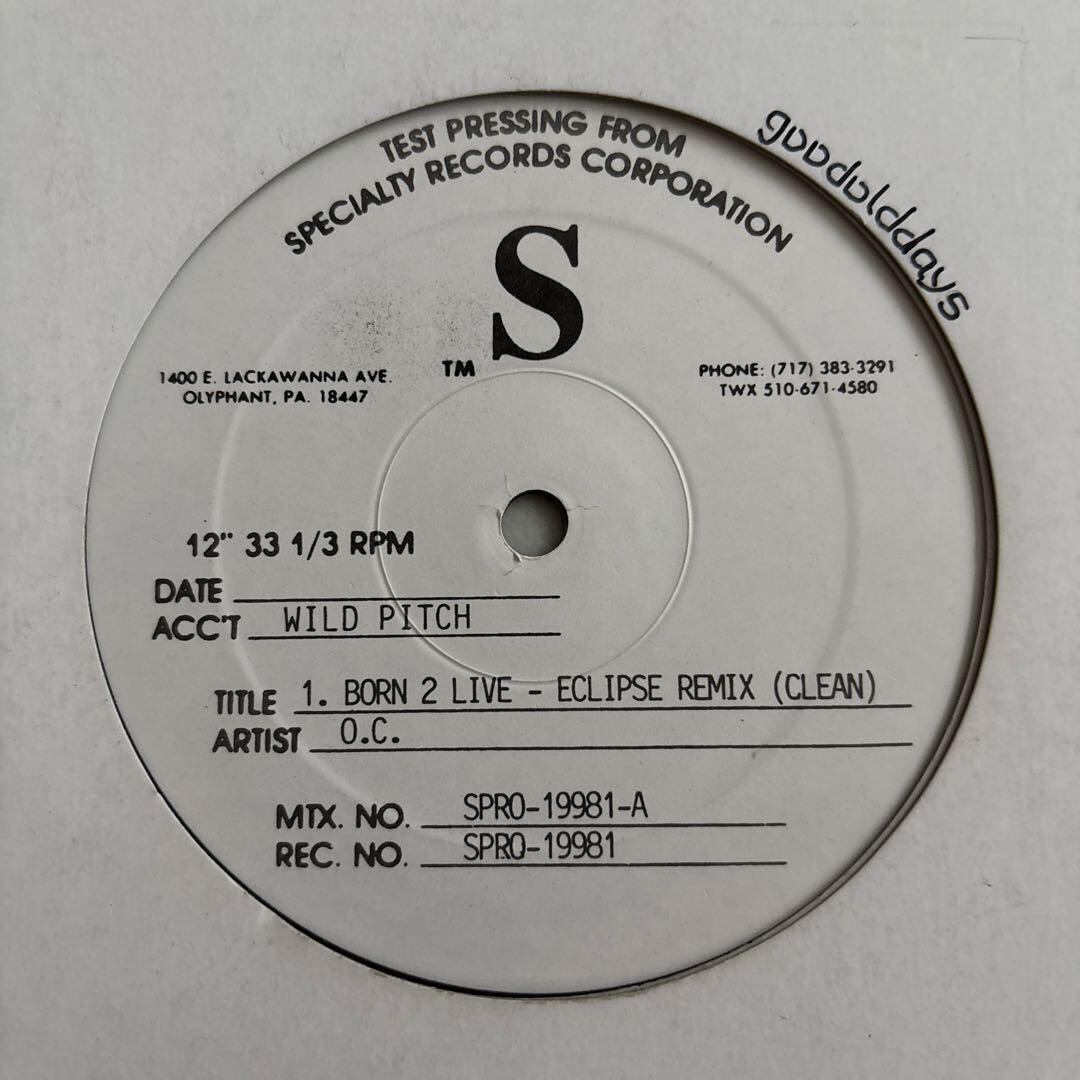 TEST PRESSING FROM
SPECIALTY RECORDS CORPORATION
gooddolddays
S
TM
1400 E. LACKAWANNA AVE.
OLYPHANT, PA. 18447
PHONE: (717) 383-3291
TWX 510-671-4580
12" 33 1/3 RPM
DATE
ACC'T WILD PITCH
TITLE 1. BORN 2 LIVE - ECLIPSE REMIX (CLEAN)
ARTIST O.C.
MTX. NO. SPRO-19981-A
REC. NO. SPRO-19981